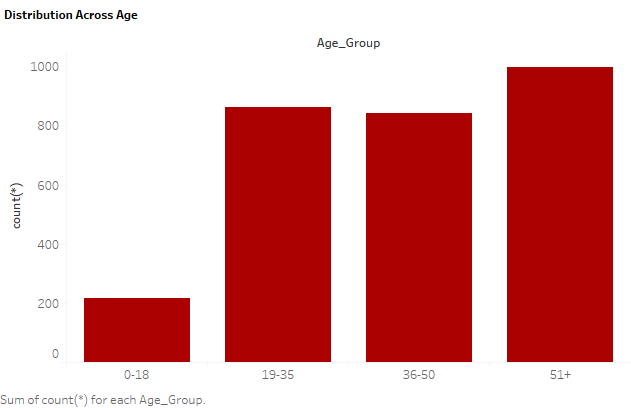 Distribution Across Age
Age_Group
1000
800
600
400
200
0
count(*)
0-18 19-35 36-50 51+
Sum of count(*) for each Age_Group.